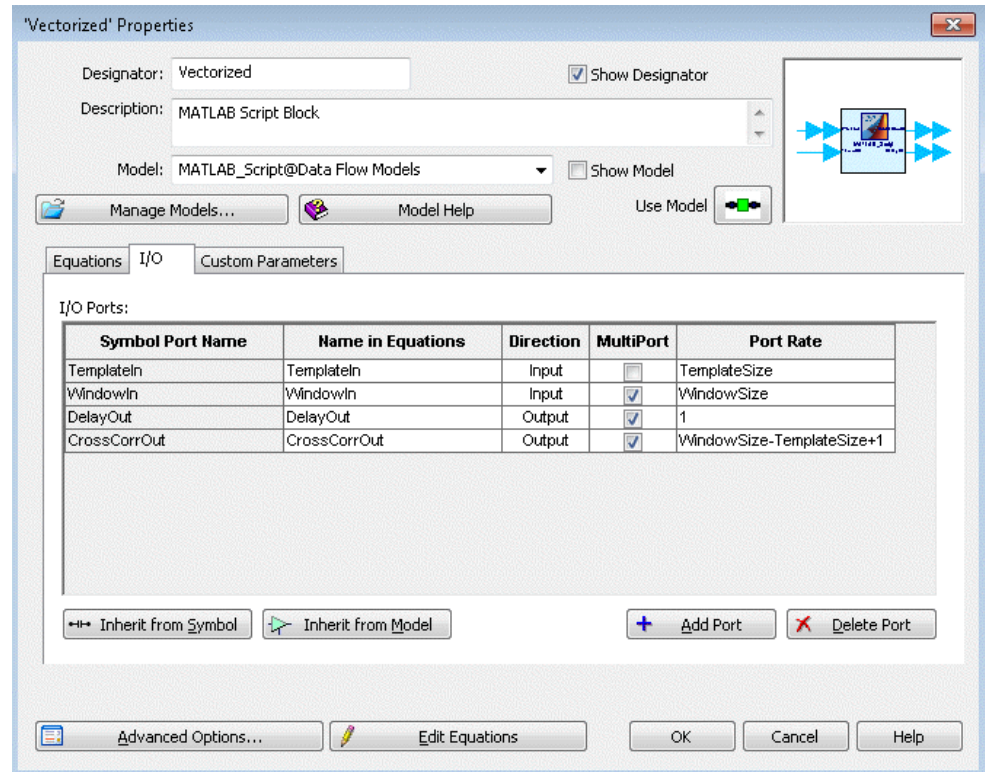 'Vectorized' Properties
Designator: Vectorized Show Designator
Description: MATLAB Script Block
Model: MATLAB_Script@Data Flow Models Show Model
Manage Models... Model Help Use Model
Equations I/O Custom Parameters
I/O Ports:
Symbol Port Name Name in Equations Direction MultiPort Port Rate
TemplateIn TemplateIn Input TemplateSize
WindowIn WindowIn Input WindowSize
DelayOut DelayOut Output 1
CrossCorrOut CrossCorrOut Output WindowSize-TemplateSize+1
Inherit from Symbol Inherit from Model Add Port Delete Port
Advanced Options... Edit Equations OK Cancel Help